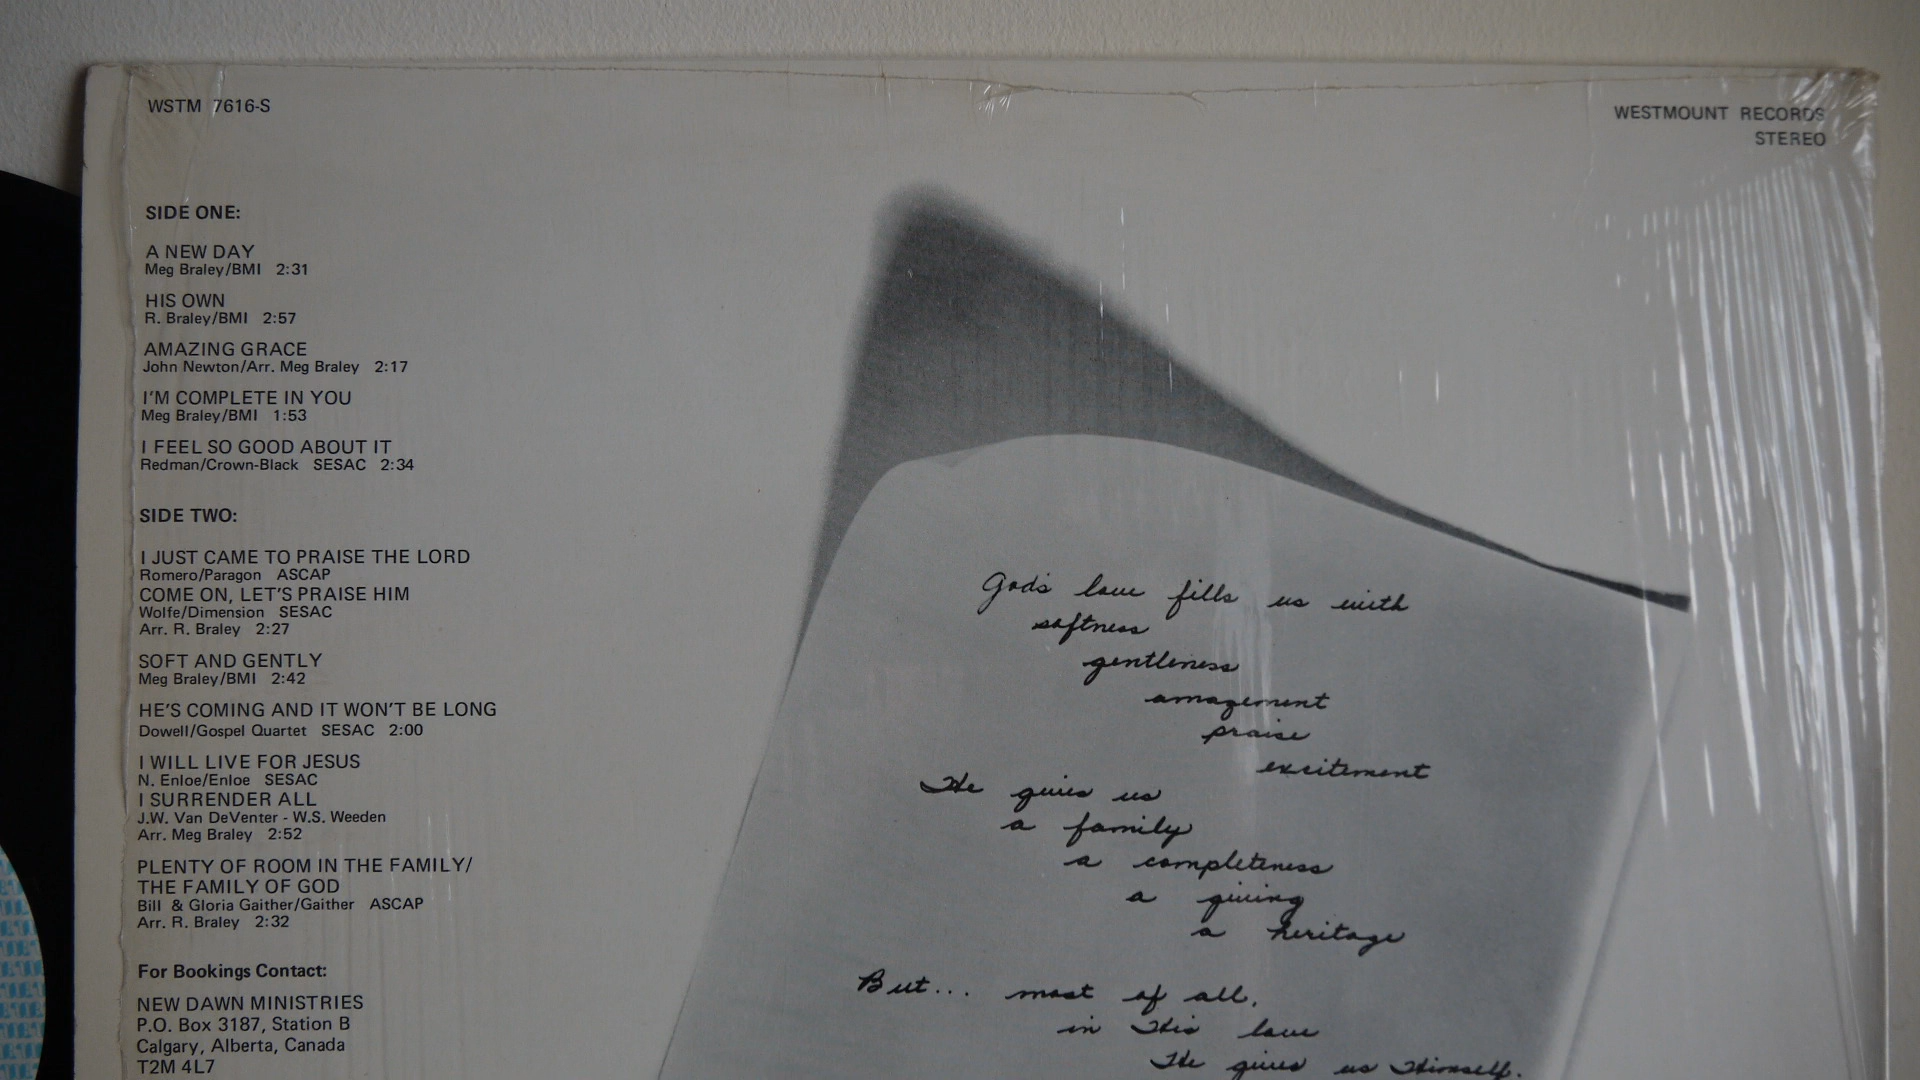 WSTM 7616-S
WESTMOUNT RECORDS
STEREO
SIDE ONE:
A NEW DAY
Meg Braley/BMI 2:31
HIS OWN
R. Braley/BMI 2:57
AMAZING GRACE
John Newton/Arr. Meg Braley 2:17
I'M COMPLETE IN YOU
Meg Braley/BMI 1:53
I FEEL SO GOOD ABOUT IT
Redman/Crown-Black SESAC 2:34
SIDE TWO:
I JUST CAME TO PRAISE THE LORD
Romero/Paragon ASCAP
COME ON, LET'S PRAISE HIM
Wolfe/Dimension SESAC
Arr. R. Braley 2:27
SOFT AND GENTLY
Meg Braley/BMI 2:42
HE'S COMING AND IT WON'T BE LONG
Dowell/Gospel Quartet SESAC 2:00
I WILL LIVE FOR JESUS
N. Enloe/Enloe SESAC
I SURRENDER ALL
J.W. Van DeVenter - W.S. Weeden
Arr. Meg Braley 2:52
PLENTY OF ROOM IN THE FAMILY/
THE FAMILY OF GOD
Bill & Gloria Gaither/Gaither ASCAP
Arr. R. Braley 2:32
For Bookings Contact:
NEW DAWN MINISTRIES
P.O. Box 3187, Station B
Calgary, Alberta, Canada
T2M 4L7
God's love fills us with
softness
gentleness
amazement
praise
excitement
He gives us
a family
a completeness
a giving
a heritage
But... most of all,
in His love
He gives us Himself.